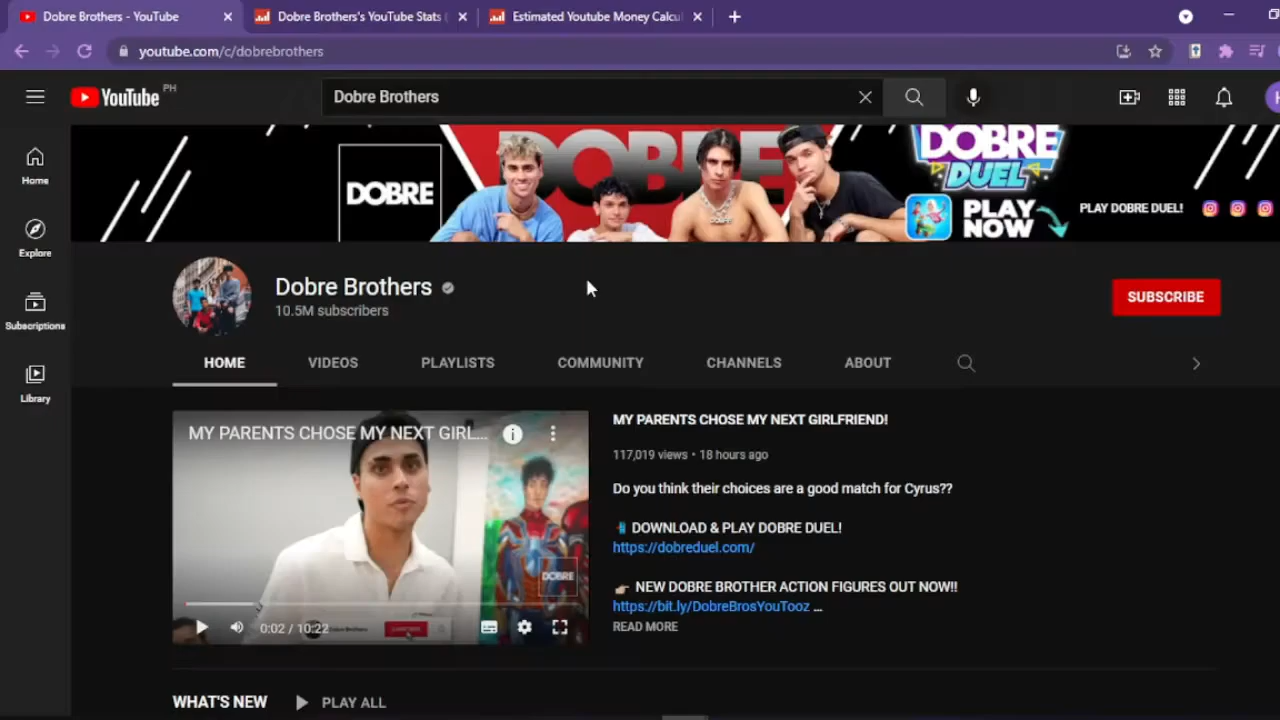 Dobre Brothers - YouTube
Dobre Brother's YouTube Stats (
Estimated Youtube Money Calcul
youtube.com/c/dobrebrothers
YouTube PH
Dobre Brothers
DOBRE
DOBRE
DOBRE
DUEL
PLAY
NOW
PLAY DOBRE DUEL!
Home
Explore
Subscriptions
Library
Dobre Brothers
10.5M subscribers
SUBSCRIBE
HOME
VIDEOS
PLAYLISTS
COMMUNITY
CHANNELS
ABOUT
MY PARENTS CHOSE MY NEXT GIRL...
DOBRE
0:02 / 10:22
MY PARENTS CHOSE MY NEXT GIRLFRIEND!
117,019 views • 18 hours ago
Do you think their choices are a good match for Cyrus??
DOWNLOAD & PLAY DOBRE DUEL!
https://dobreduel.com/
NEW DOBRE BROTHER ACTION FIGURES OUT NOW!!
https://bit.ly/DobreBrosYouTooz ...
READ MORE
WHAT'S NEW
PLAY ALL